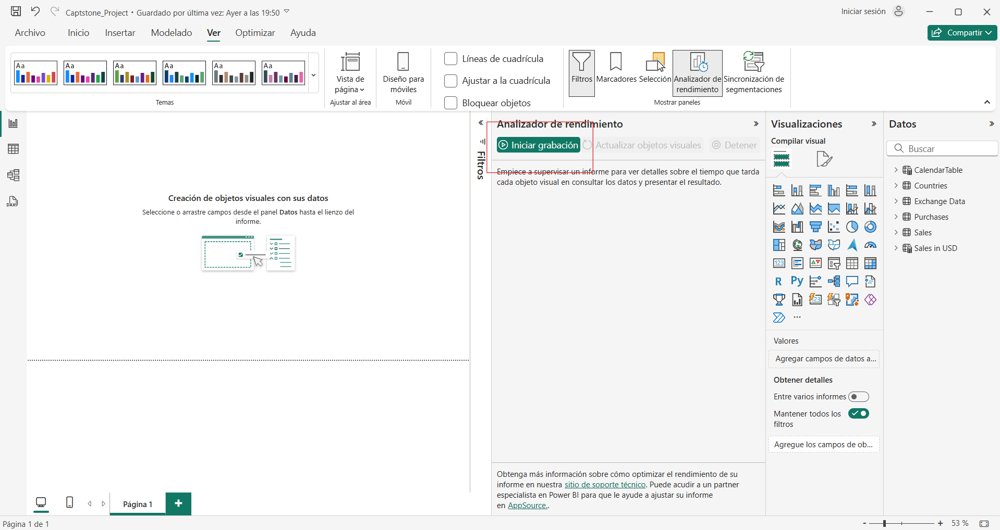 Captstone_Project • Guardado por última vez: Ayer a las 19:50
Iniciar sesión
Archivo
Inicio
Insertar
Modelado
Ver
Optimizar
Ayuda
Compartir
Aa
Aa
Aa
Aa
Aa
Aa
Temas
Vista de
página
Ajustar al área
Diseño para
móviles
Móvil
Líneas de cuadrícula
Ajustar a la cuadrícula
Bloquear objetos
Filtros
Marcadores
Selección
Analizador de
rendimiento
Sincronización de
segmentaciones
Mostrar paneles
DAX
Creación de objetos visuales con sus datos
Seleccione o arrastre campos desde el panel Datos hasta el lienzo del
informe.
Filtros
Analizador de rendimiento
Iniciar grabación
Actualizar objetos visuales
Detener
Empiece a supervisar un informe para ver detalles sobre el tiempo que tarda
cada objeto visual en consultar los datos y presentar el resultado.
Obtenga más información sobre cómo optimizar el rendimiento de su
informe en nuestra sitio de soporte técnico. Puede acudir a un partner
especialista en Power BI para que le ayude a ajustar su informe
en AppSource..
Visualizaciones
Compilar visual
123
R
Py
123
...
Valores
Agregar campos de datos a...
Obtener detalles
Entre varios informes
Mantener todos los
filtros
Agregue los campos de ob...
Datos
Buscar
CalendarTable
Countries
Exchange Data
Purchases
Sales
Sales in USD
Página 1
+
Página 1 de 1
- + 53 %